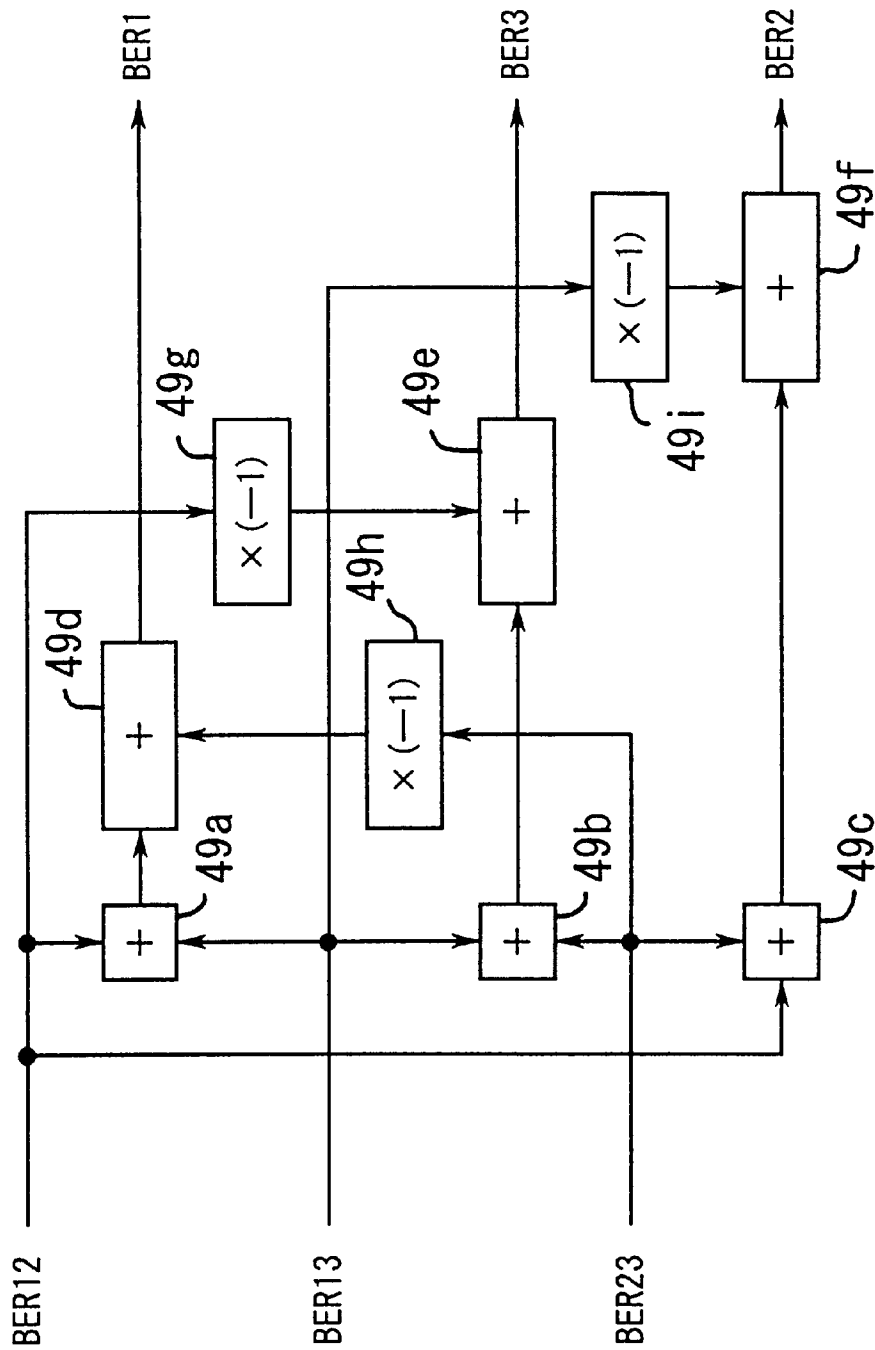 BER1
BER3
BER2
49g
× (−1)
49e
+
49i
× (−1)
49f
+
49d
+
49h
× (−1)
49a
+
49b
+
49c
+
BER12
BER13
BER23